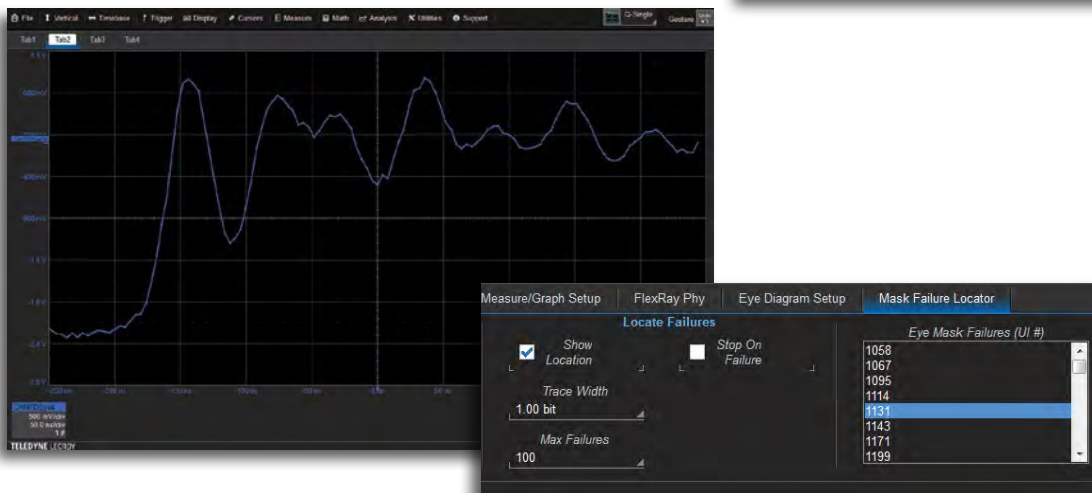 File Vertical Timebase Trigger Display Cursors Measure Math Analysis Utilities Support
Q-Single
Gesture
Undo
Tab1 Tab2 Tab3 Tab4
TELEDYNE LECROY
Measure/Graph Setup FlexRay Phy Eye Diagram Setup Mask Failure Locator
Locate Failures
Show
Location
Stop On
Failure
Trace Width
1.00 bit
Max Failures
100
Eye Mask Failures (UI #)
1058
1067
1095
1114
1131
1143
1171
1199